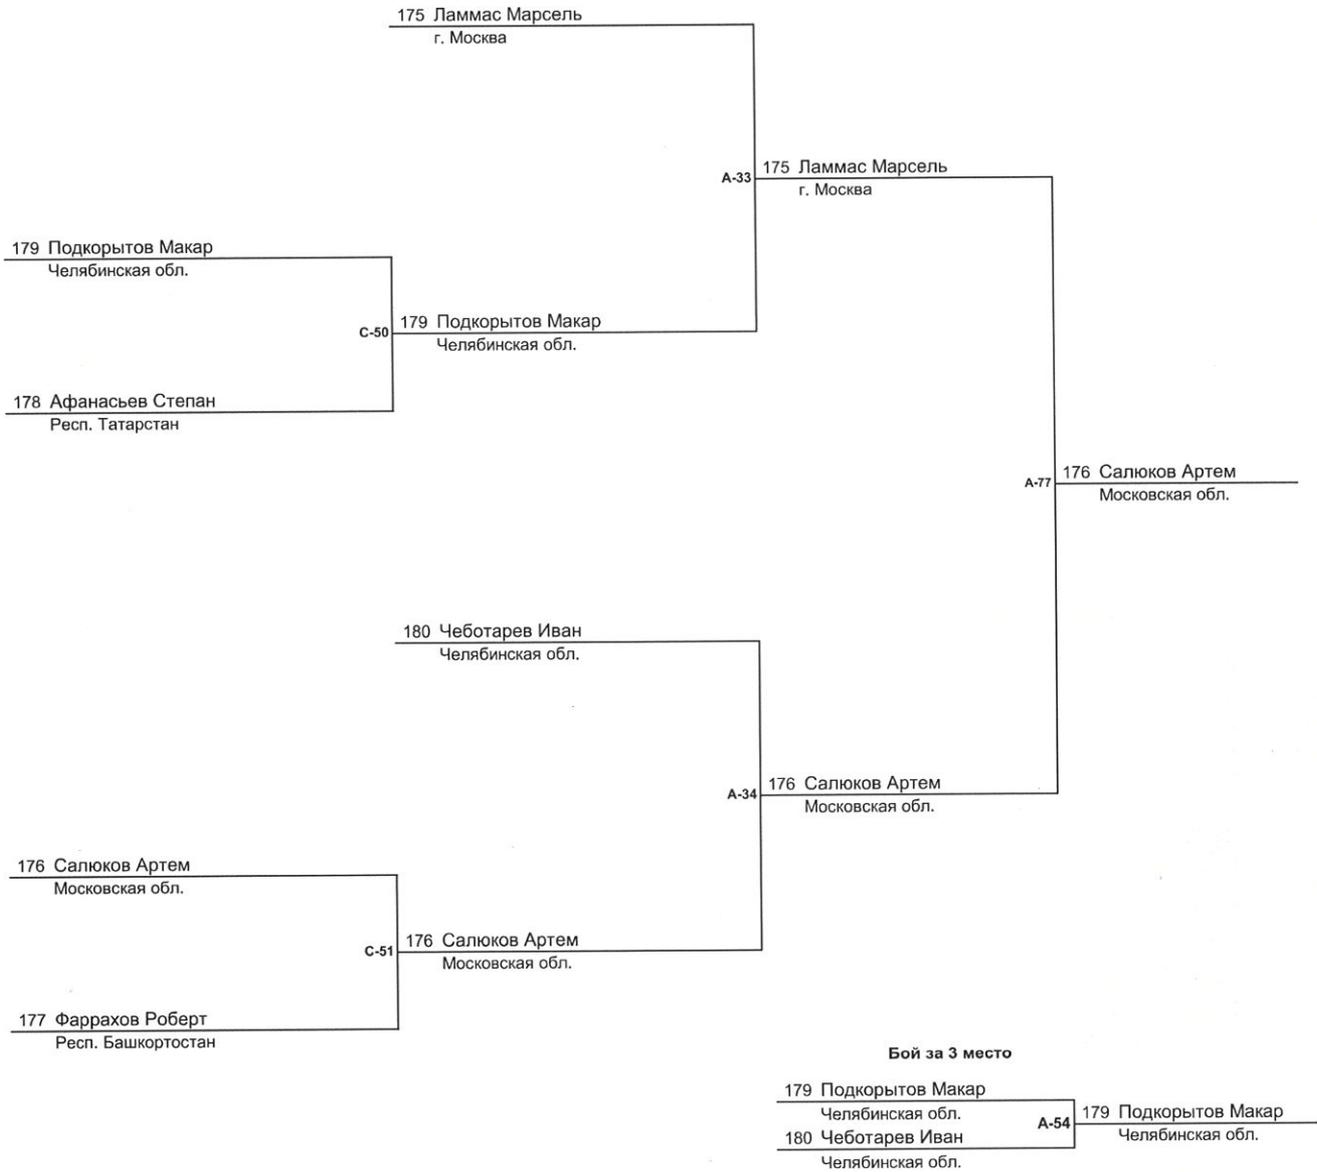 175 Ламмас Марсель
г. Москва
А-33
175 Ламмас Марсель
г. Москва
179 Подкорытов Макар
Челябинская обл.
С-50
179 Подкорытов Макар
Челябинская обл.
178 Афанасьев Степан
Респ. Татарстан
А-77
176 Салюков Артем
Московская обл.
180 Чеботарев Иван
Челябинская обл.
А-34
176 Салюков Артем
Московская обл.
176 Салюков Артем
Московская обл.
С-51
176 Салюков Артем
Московская обл.
177 Фаррахов Роберт
Респ. Башкортостан
Бой за 3 место
179 Подкорытов Макар
Челябинская обл.
А-54
179 Подкорытов Макар
Челябинская обл.
180 Чеботарев Иван
Челябинская обл.